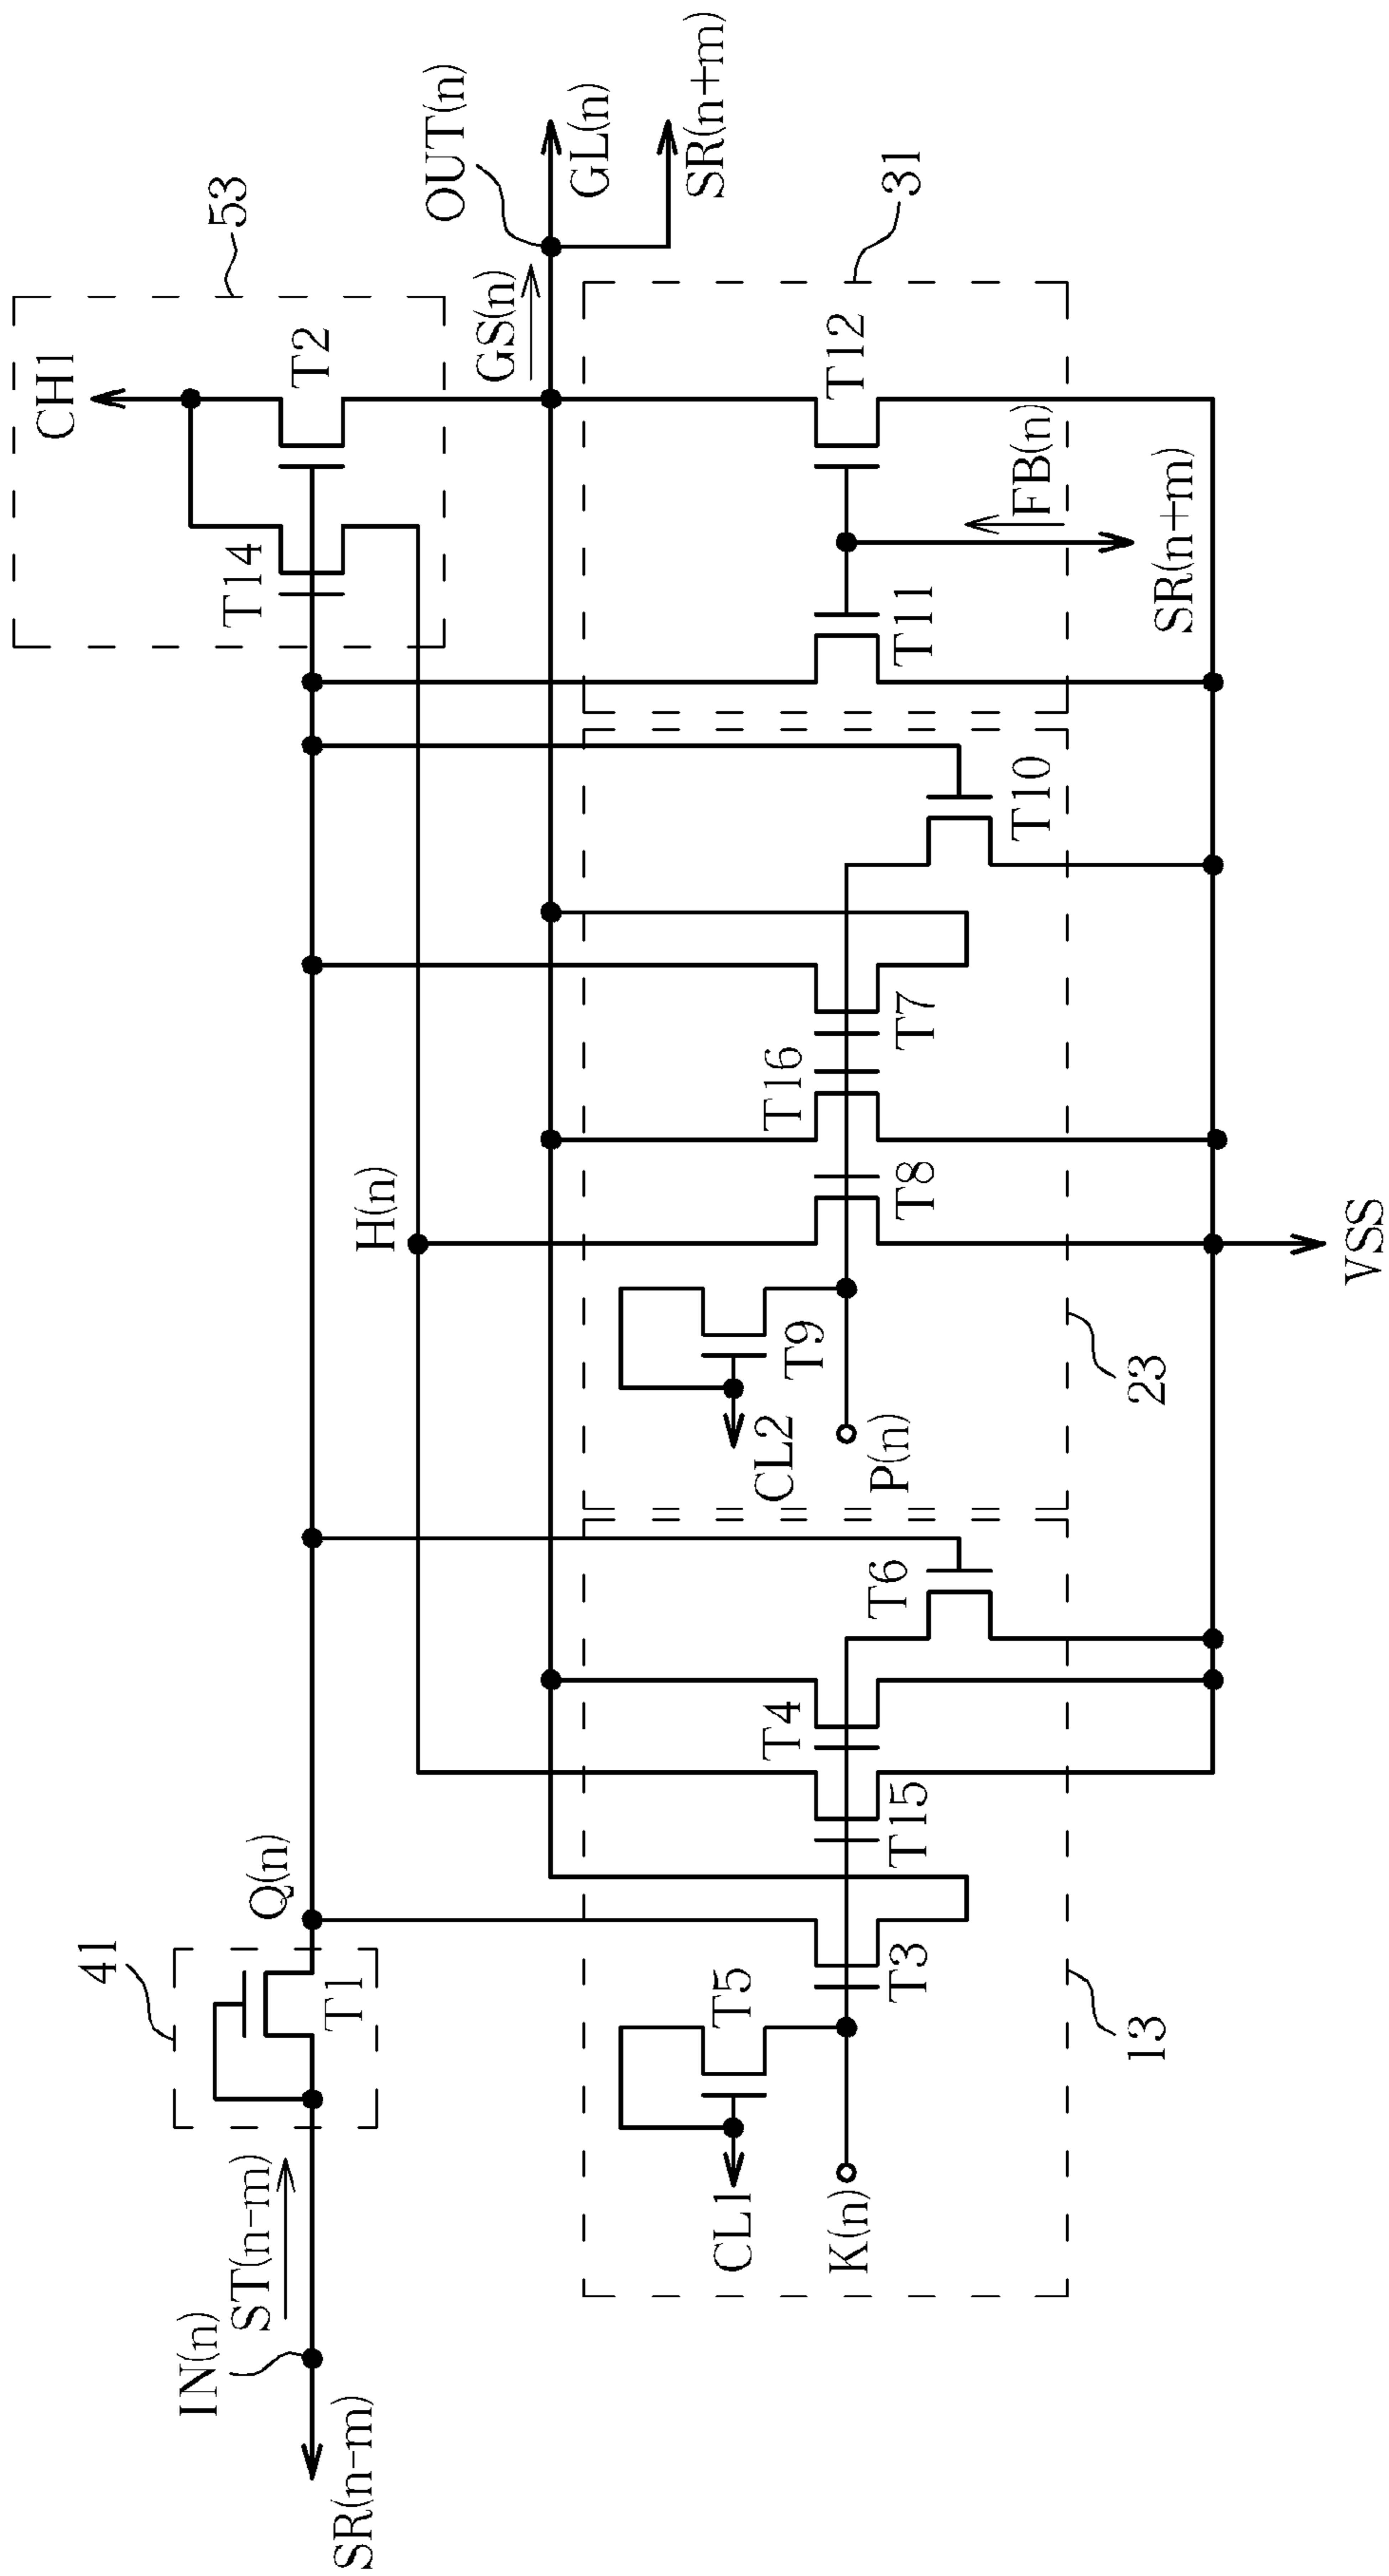 IN(n)
SR(n-m)
ST(n-m)
41
T1
Q(n)
H(n)
53
CH1
T14
T2
GS(n)
OUT(n)
GL(n)
SR(n+m)
CL1
K(n)
T5
T3
T15
T4
T6
13
CL2
P(n)
T9
T8
T16
T7
T10
23
T11
T12
31
FB(n)
SR(n+m)
VSS